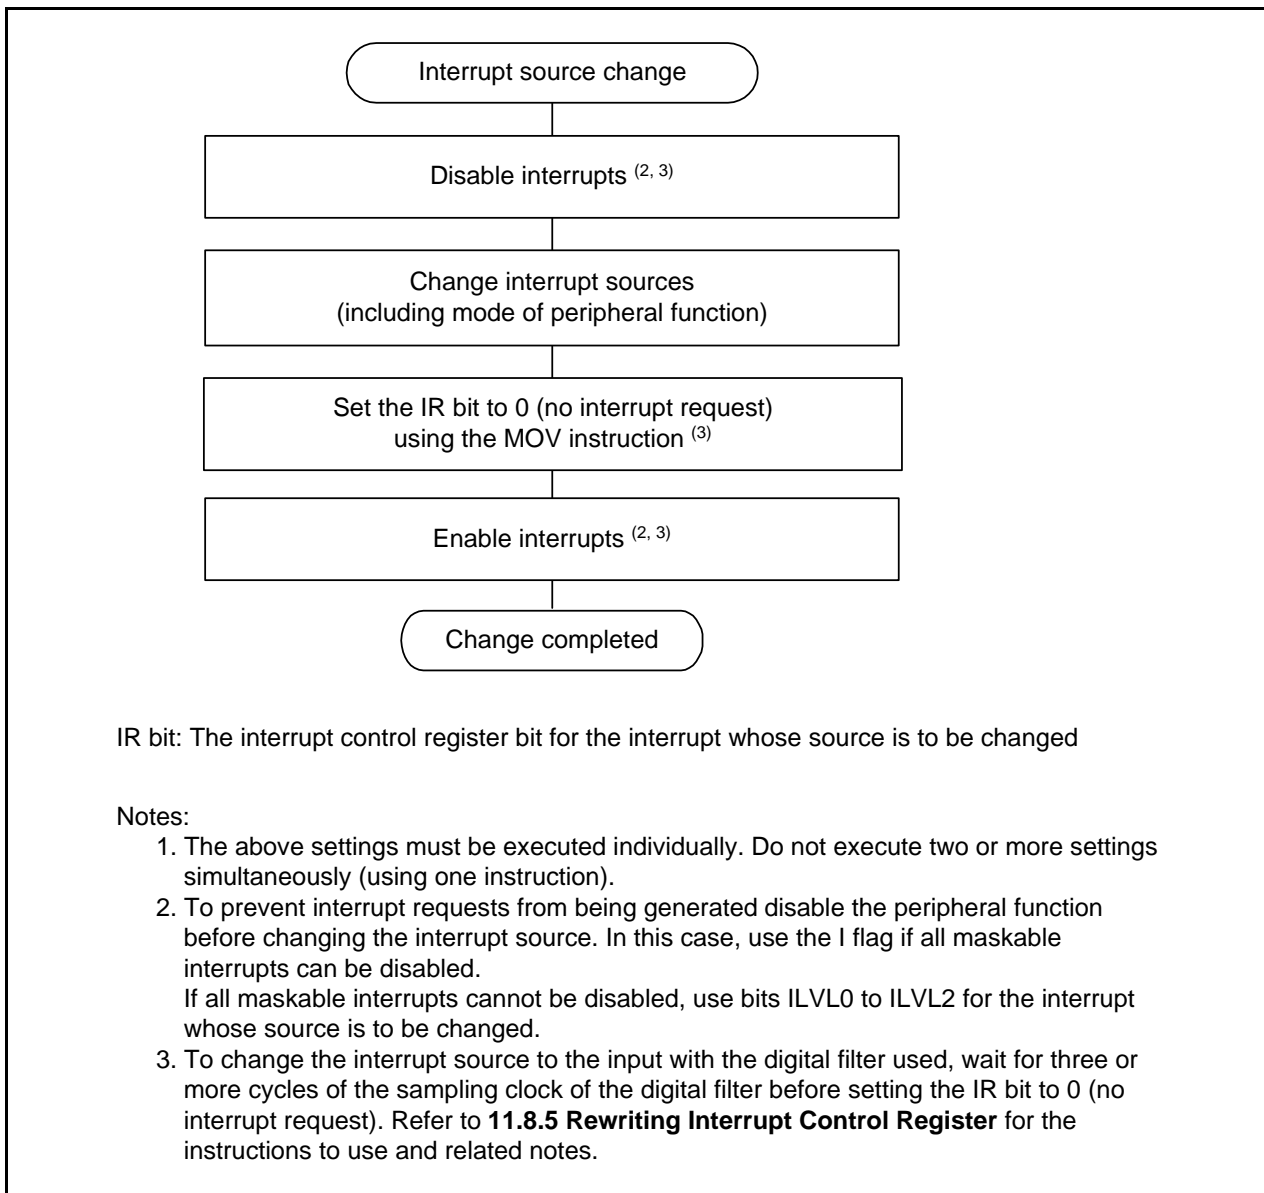 Interrupt source change
Disable interrupts (2, 3)
Change interrupt sources
(including mode of peripheral function)
Set the IR bit to 0 (no interrupt request)
using the MOV instruction (3)
Enable interrupts (2, 3)
Change completed
IR bit: The interrupt control register bit for the interrupt whose source is to be changed
Notes:
1. The above settings must be executed individually. Do not execute two or more settings
simultaneously (using one instruction).
2. To prevent interrupt requests from being generated disable the peripheral function
before changing the interrupt source. In this case, use the I flag if all maskable
interrupts can be disabled.
If all maskable interrupts cannot be disabled, use bits ILVL0 to ILVL2 for the interrupt
whose source is to be changed.
3. To change the interrupt source to the input with the digital filter used, wait for three or
more cycles of the sampling clock of the digital filter before setting the IR bit to 0 (no
interrupt request). Refer to 11.8.5 Rewriting Interrupt Control Register for the
instructions to use and related notes.